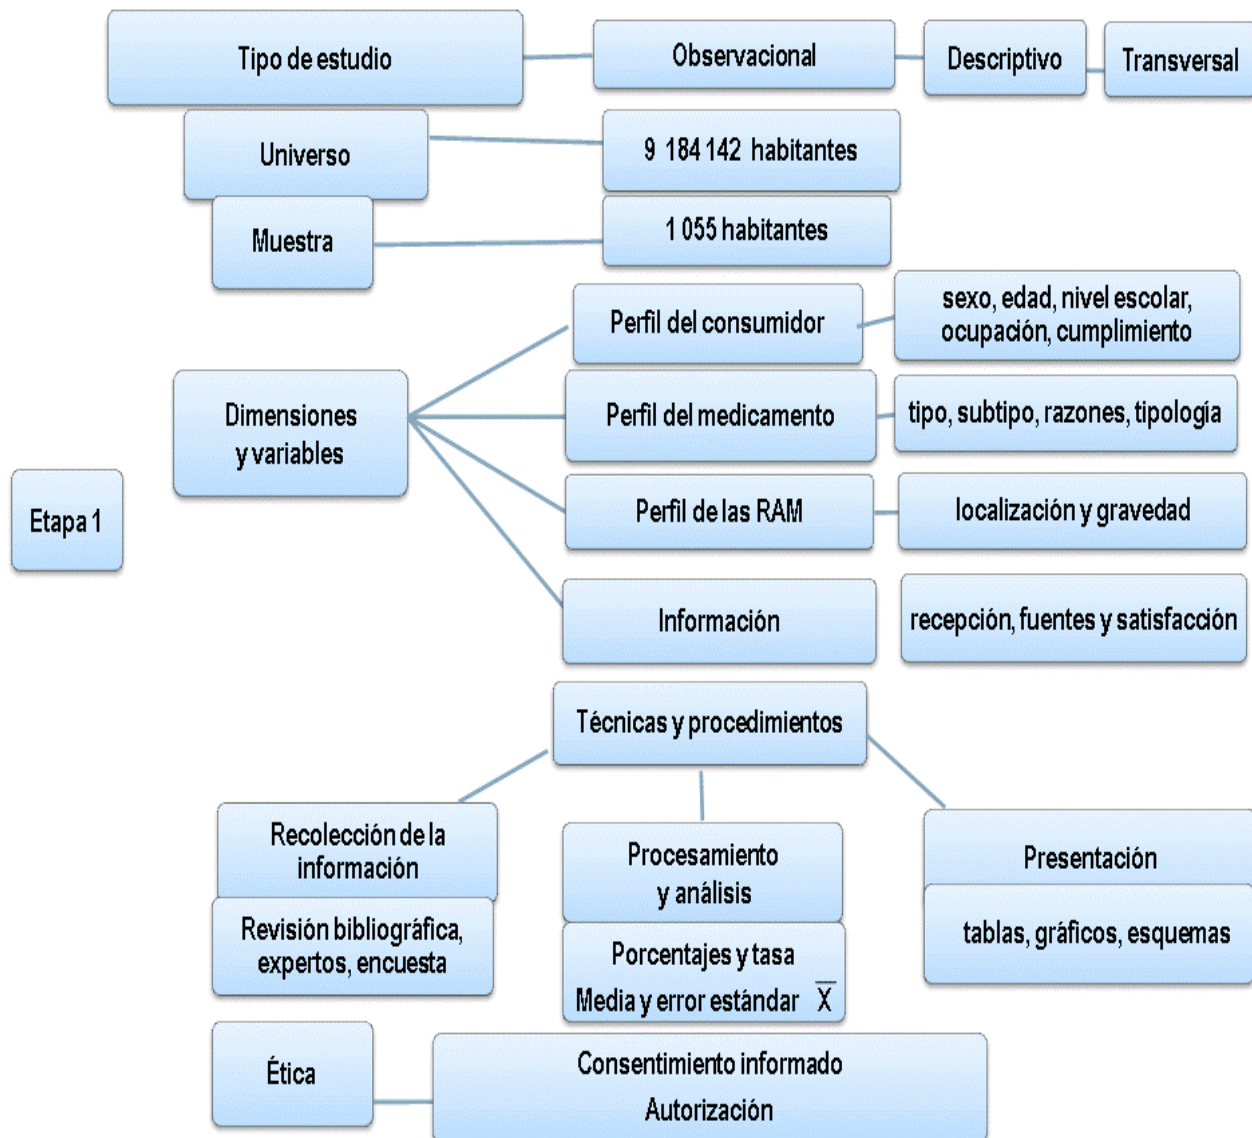 Tipo de estudio
Observacional
Descriptivo
Transversal
Universo
9 184 142 habitantes
Muestra
1 055 habitantes
Etapa 1
Dimensiones
y variables
Perfil del consumidor
sexo, edad, nivel escolar,
ocupación, cumplimiento
Perfil del medicamento
tipo, subtipo, razones, tipología
Perfil de las RAM
localización y gravedad
Información
recepción, fuentes y satisfacción
Técnicas y procedimientos
Recolección de la
información
Revisión bibliográfica,
expertos, encuesta
Procesamiento
y análisis
Porcentajes y tasa
Media y error estándar X̅
Presentación
tablas, gráficos, esquemas
Ética
Consentimiento informado
Autorización